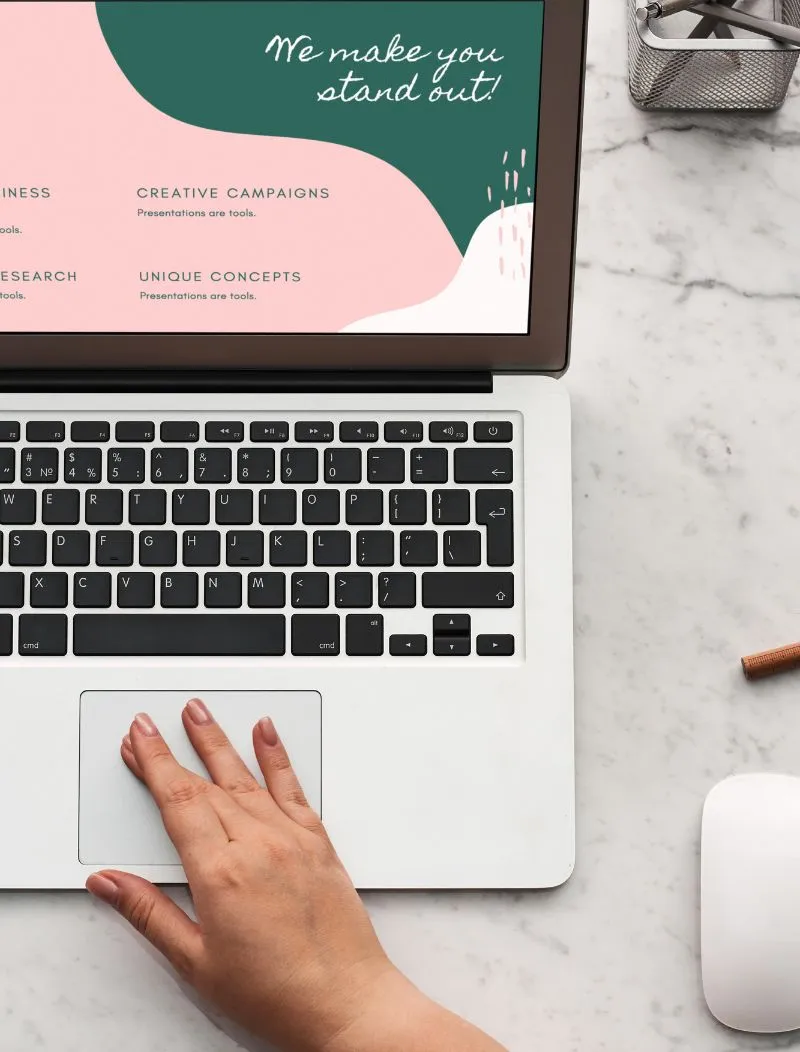 We make you
stand out!
INESS
CREATIVE CAMPAIGNS
ools.
Presentations are tools.
ESEARCH
UNIQUE CONCEPTS
tools.
Presentations are tools.
F2 F3 F4 F5 F6 F7 F8 F9 F10 F11 F12
" # 3 № $ 4 % % 5 : ^ 6 , & 7 . * 8 ; ( 9 ) 0 - + =
W E R T Y U I O P { [ } ]
S D F G H J K L : ; " ' | \
X C V B N M < , > . ? /
cmd cmd alt